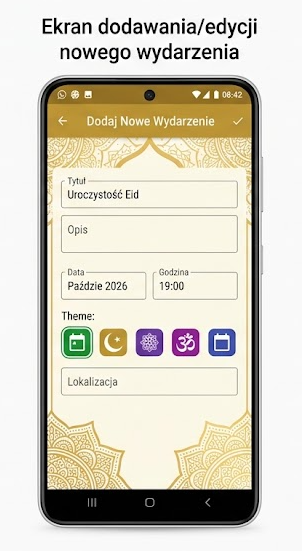 Ekran dodawania/edycji
nowego wydarzenia
08:42
Dodaj Nowe Wydarzenie
Tytuł
Uroczystość Eid
Opis
Data
Godzina
Paździe 2026
19:00
Theme:
ॐ
Lokalizacja